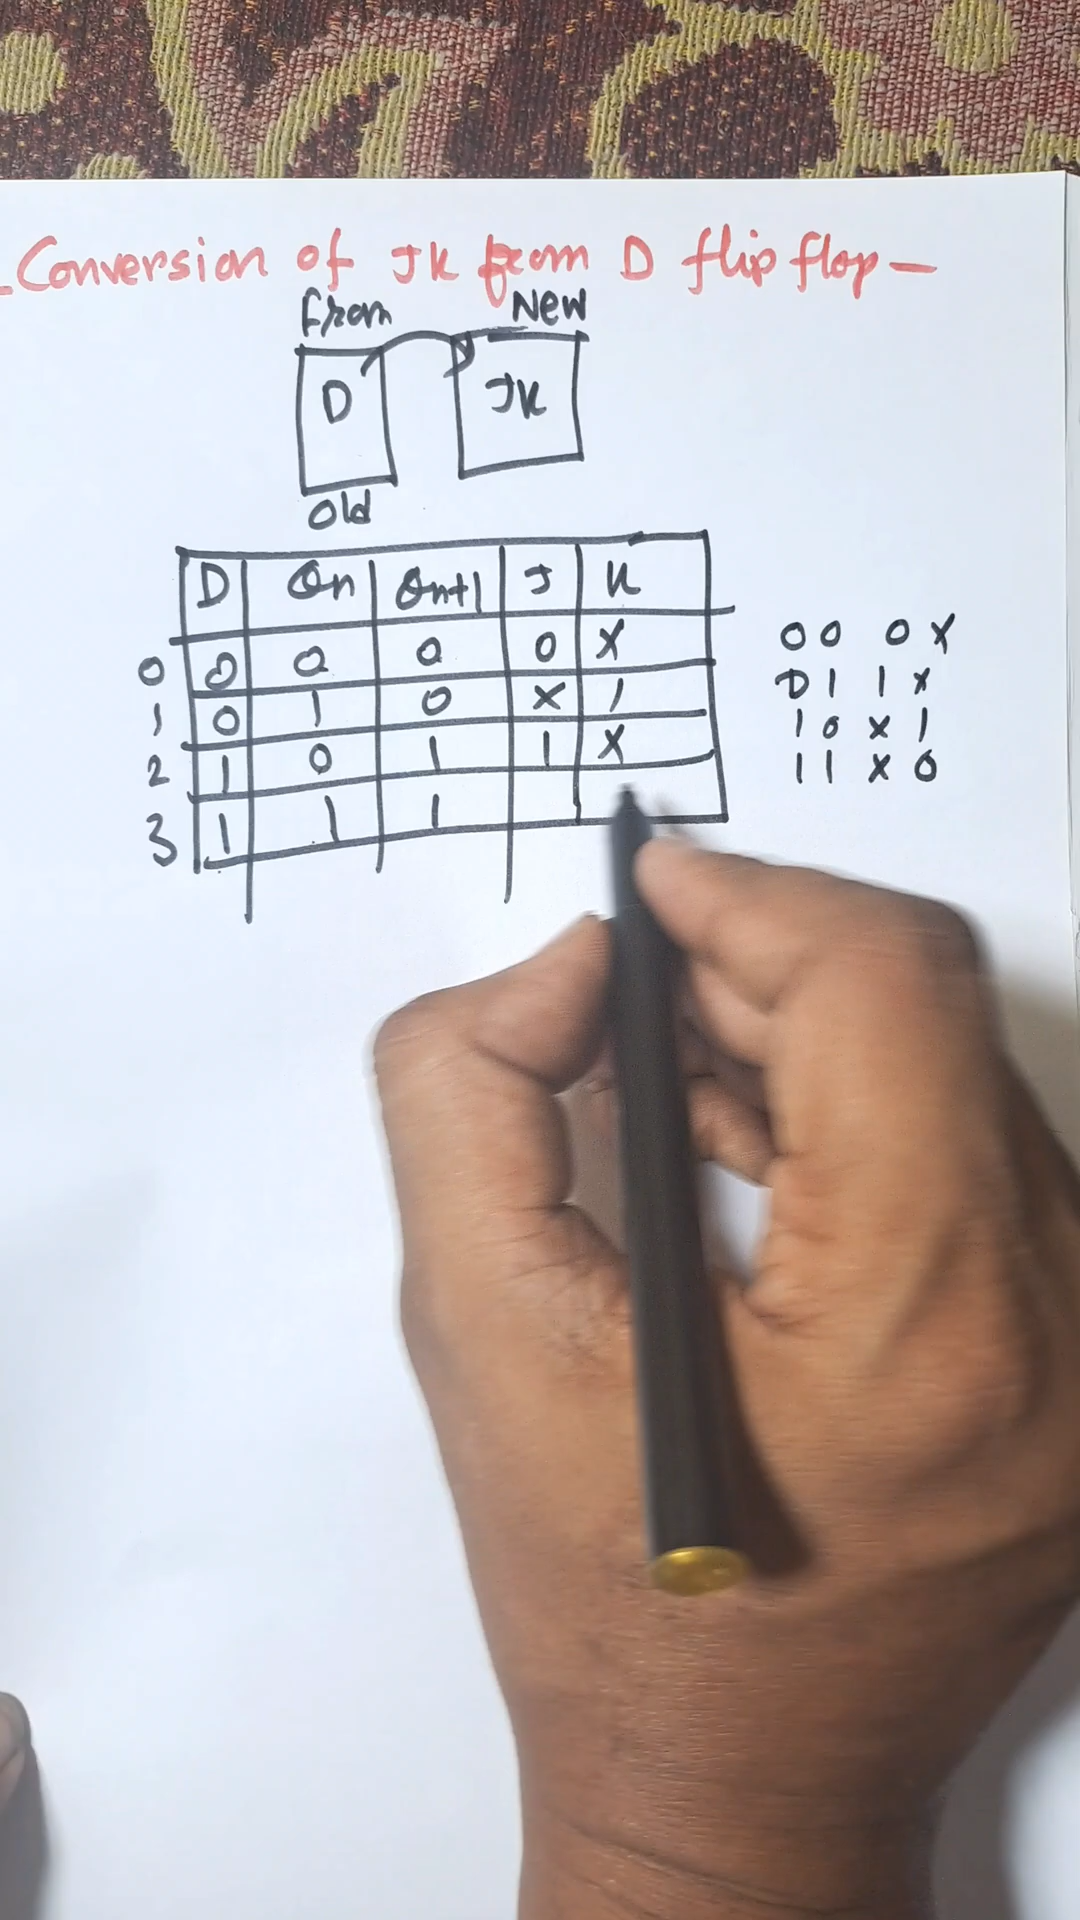 Conversion of JK from D flip flop —
From New
D JK
Old
D Qn Qn+1 J K
0 0 0 0 0 X
1 0 1 0 X 1
2 1 0 1 1 X
3 1 1 1
0 0 0 X
0 1 1 X
1 0 X 1
1 1 X 0